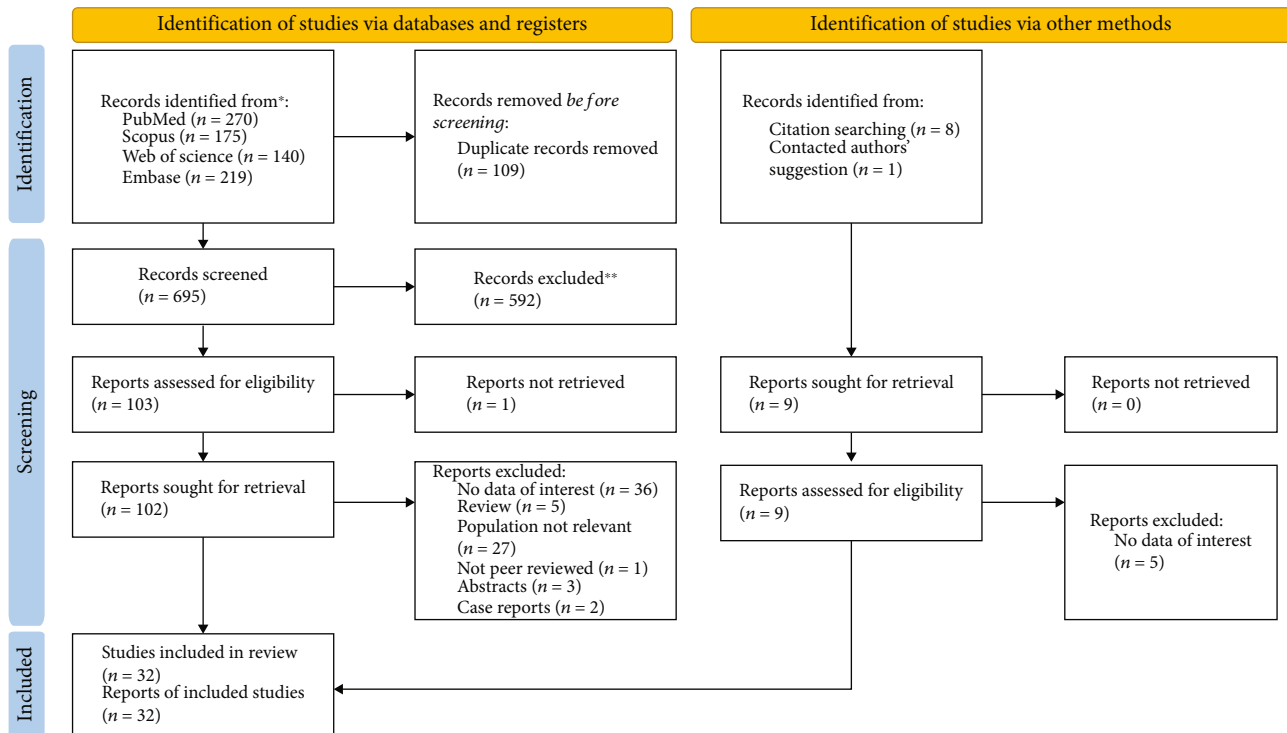 Identification of studies via databases and registers
Identification of studies via other methods
Identification
Records identified from*:
PubMed (n = 270)
Scopus (n = 175)
Web of science (n = 140)
Embase (n = 219)
Records removed before
screening:
Duplicate records removed
(n = 109)
Records identified from:
Citation searching (n = 8)
Contacted authors'
suggestion (n = 1)
Screening
Records screened
(n = 695)
Records excluded**
(n = 592)
Reports assessed for eligibility
(n = 103)
Reports not retrieved
(n = 1)
Reports sought for retrieval
(n = 9)
Reports not retrieved
(n = 0)
Reports sought for retrieval
(n = 102)
Reports excluded:
No data of interest (n = 36)
Review (n = 5)
Population not relevant
(n = 27)
Not peer reviewed (n = 1)
Abstracts (n = 3)
Case reports (n = 2)
Reports assessed for eligibility
(n = 9)
Reports excluded:
No data of interest
(n = 5)
Included
Studies included in review
(n = 32)
Reports of included studies
(n = 32)